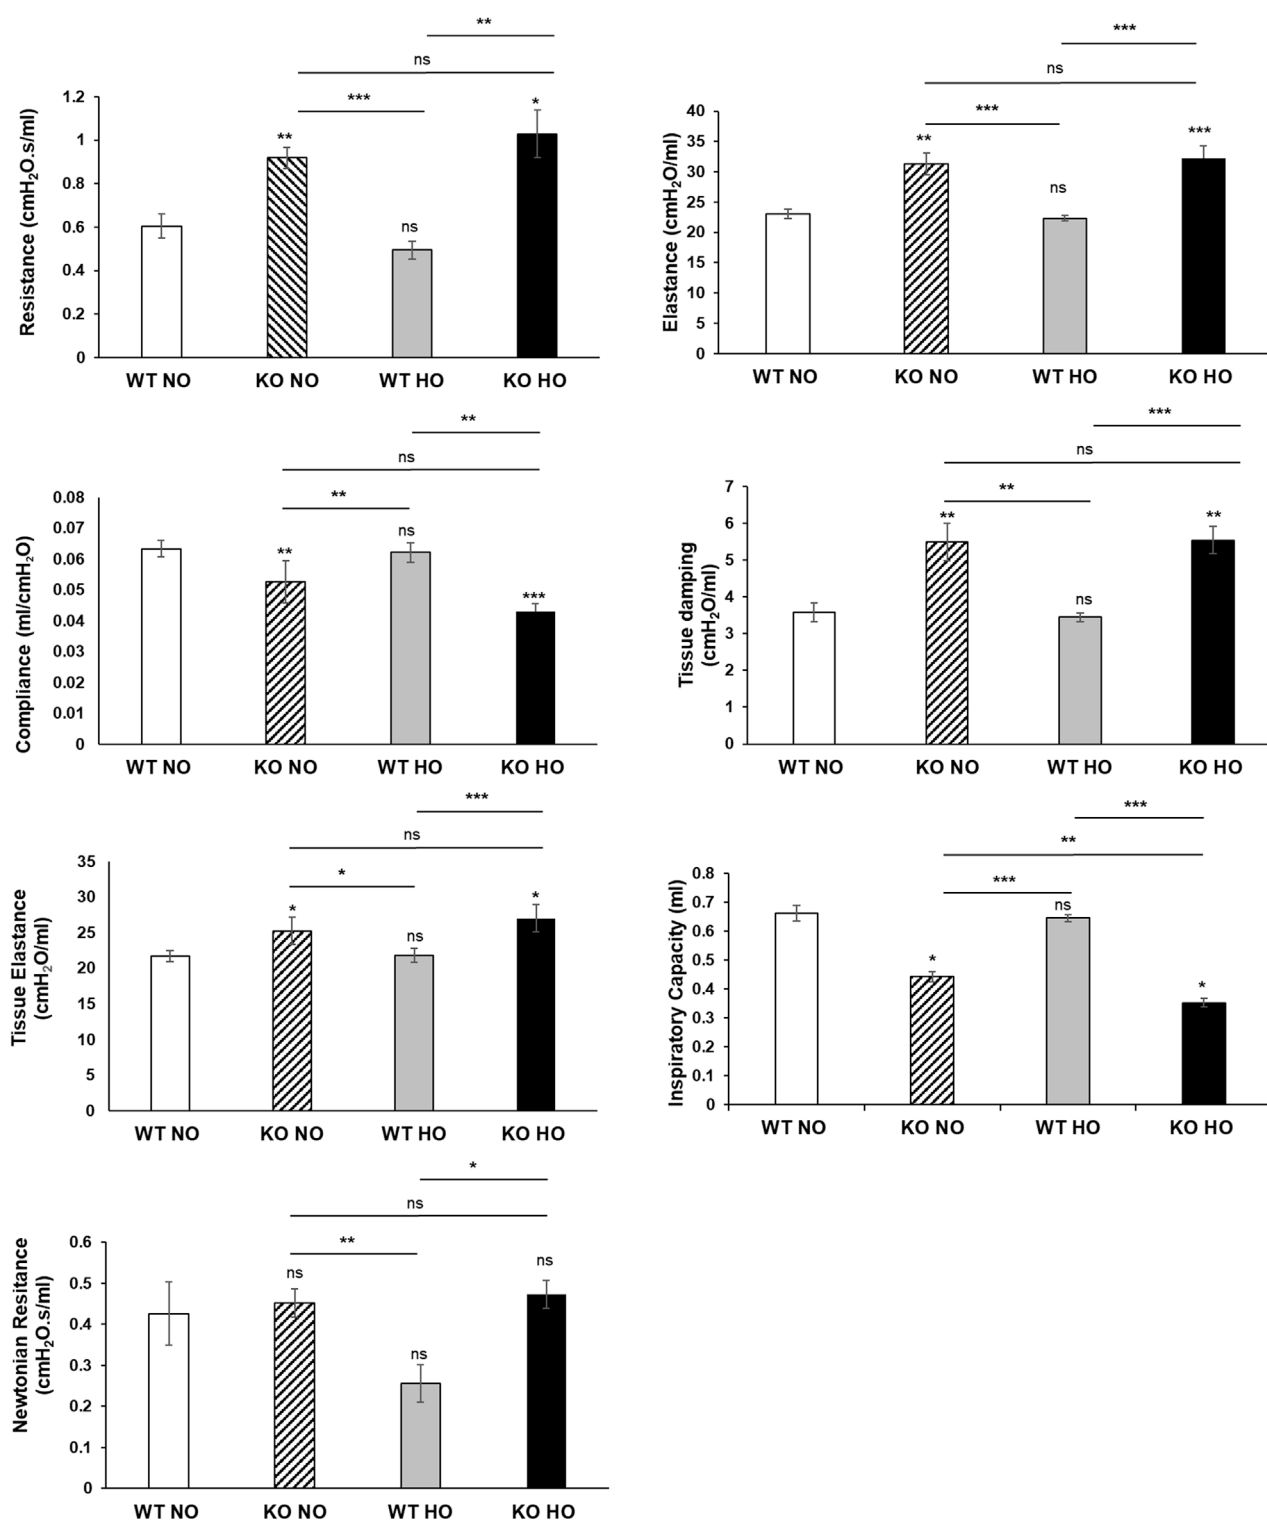 **
ns
***
Resistance (cmH2O.s/ml)
1.2
1
0.8
0.6
0.4
0.2
0
**
ns
*
WT NO KO NO WT HO KO HO
***
ns
***
Elastance (cmH2O/ml)
40
35
30
25
20
15
10
5
0
**
ns
***
WT NO KO NO WT HO KO HO
**
ns
**
Compliance (ml/cmH2O)
0.08
0.07
0.06
0.05
0.04
0.03
0.02
0.01
0
**
ns
***
WT NO KO NO WT HO KO HO
***
ns
**
Tissue damping
(cmH2O/ml)
7
6
5
4
3
2
1
0
**
ns
**
WT NO KO NO WT HO KO HO
***
ns
*
Tissue Elastance
(cmH2O/ml)
35
30
25
20
15
10
5
0
*
ns
*
WT NO KO NO WT HO KO HO
***
**
***
Inspiratory Capacity (ml)
0.8
0.7
0.6
0.5
0.4
0.3
0.2
0.1
0
*
ns
*
WT NO KO NO WT HO KO HO
*
ns
**
Newtonian Resitance
(cmH2O.s/ml)
0.6
0.5
0.4
0.3
0.2
0.1
0
ns
ns
ns
WT NO KO NO WT HO KO HO